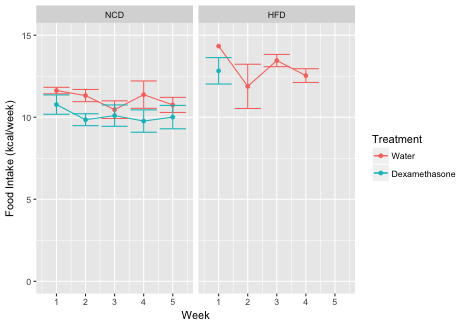 NCD HFD
Food Intake (kcal/week)
15
10
5
0
1 2 3 4 5 1 2 3 4 5
Week
Treatment
Water
Dexamethasone